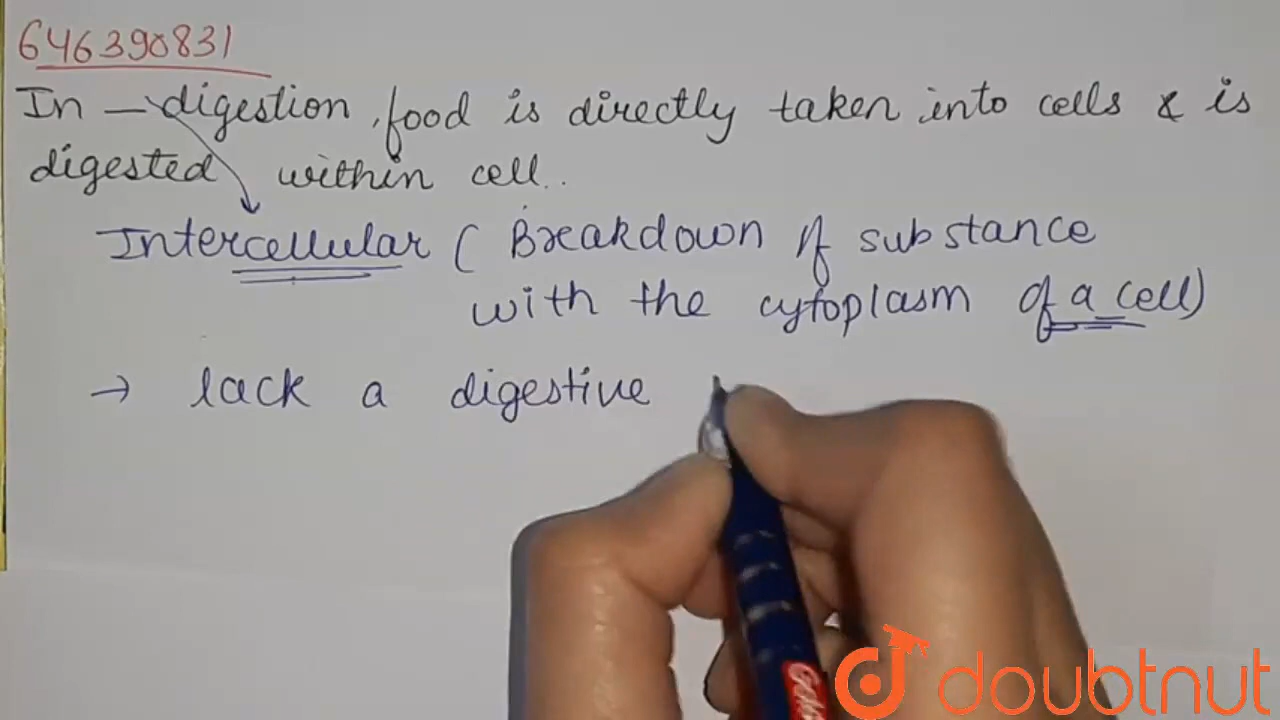 646390831
In — digestion, food is directly taken into cells & is
digested within cell..
Intercellular ( Breakdown of substance
with the cytoplasm of a cell)
→ lack a digestive
doubtnut